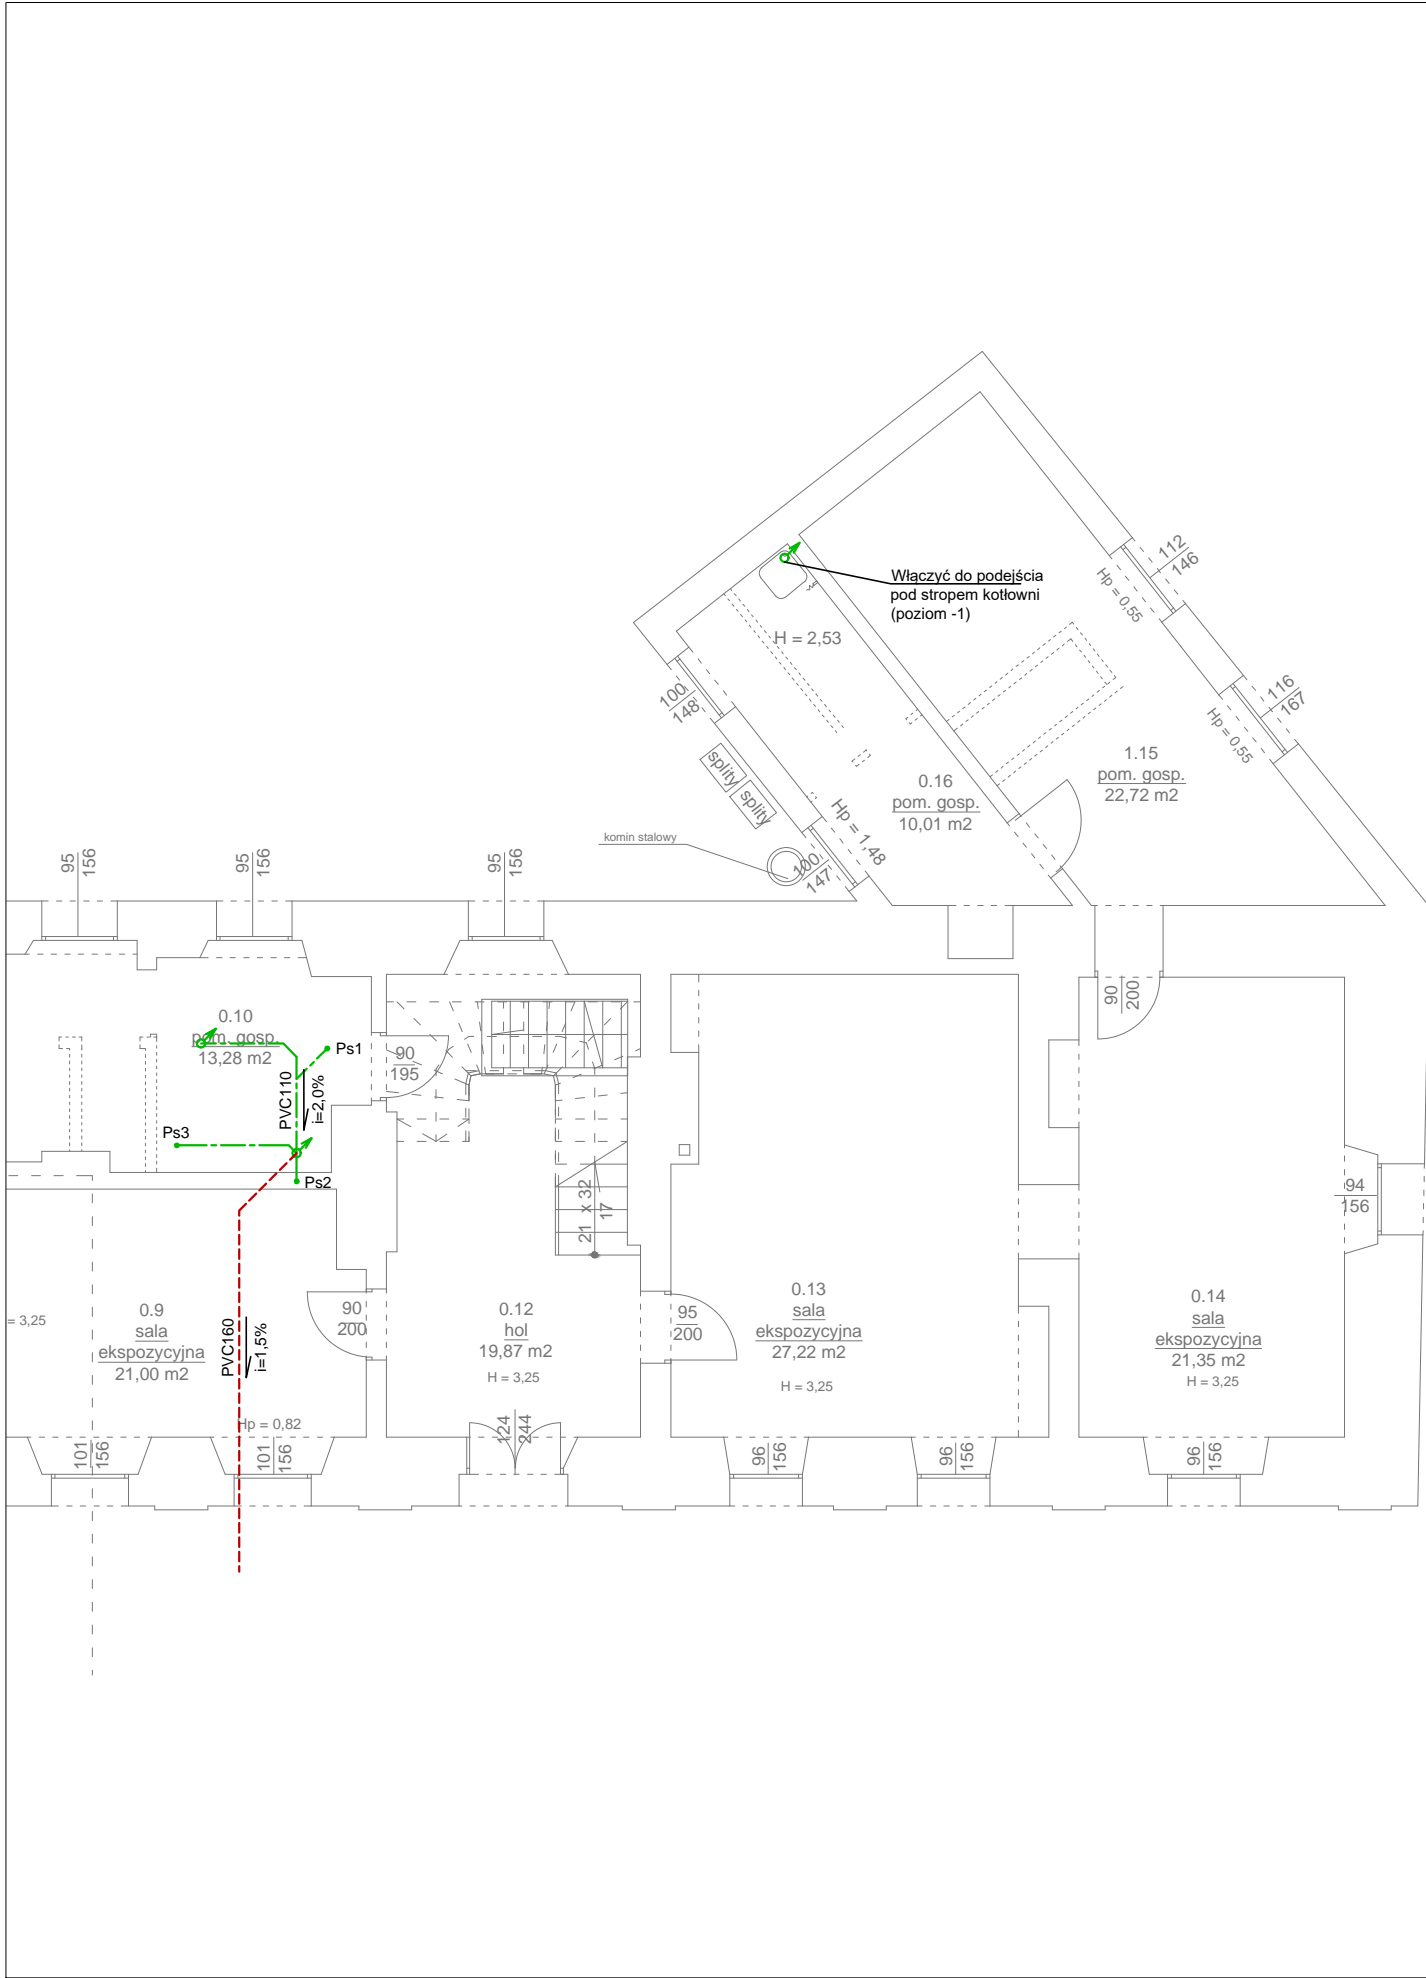 112
146
Hp = 0,55
Włączyć do podejścia
pod stropem kotłowni
(poziom -1)
H = 2,53
100
148
116
167
Hp = 0,55
splity
splity
1.15
pom. gosp.
22,72 m2
0.16
pom. gosp.
10,01 m2
Hp = 1,48
komin stalowy
100
147
95
156
95
156
95
156
90
200
0.10
pom. gosp.
13,28 m2
Ps1
90
195
PVC110
i=2,0%
Ps3
Ps2
21 x 32
17
94
156
= 3,25
0.9
sala
ekspozycyjna
21,00 m2
PVC160
i=1,5%
90
200
0.12
hol
19,87 m2
H = 3,25
95
200
0.13
sala
ekspozycyjna
27,22 m2
H = 3,25
0.14
sala
ekspozycyjna
21,35 m2
H = 3,25
Hp = 0,82
101
156
101
156
124
244
96
156
96
156
96
156